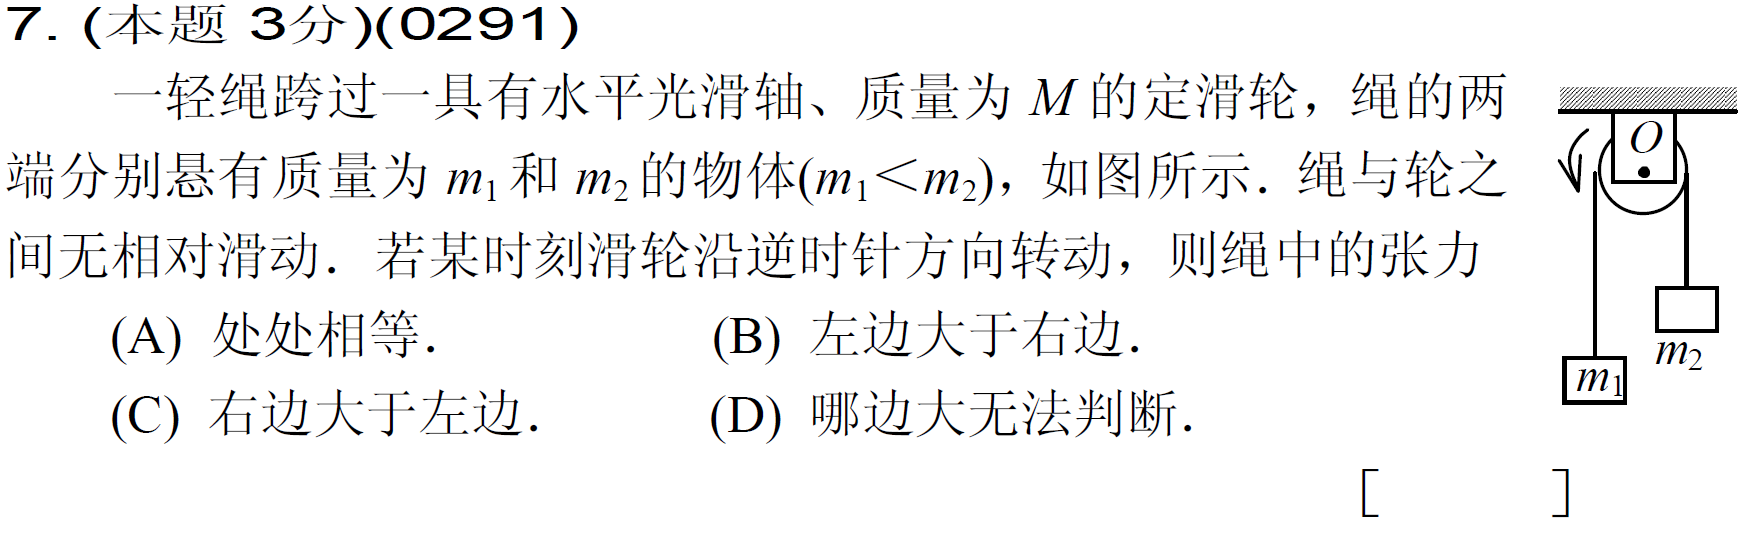 7. (本题 3分)(0291)
一轻绳跨过一具有水平光滑轴、质量为 M 的定滑轮，绳的两
端分别悬有质量为 m₁ 和 m₂ 的物体(m₁＜m₂)，如图所示．绳与轮之
间无相对滑动．若某时刻滑轮沿逆时针方向转动，则绳中的张力
(A) 处处相等． (B) 左边大于右边．
(C) 右边大于左边． (D) 哪边大无法判断．
[ ]
O
m₂
m₁